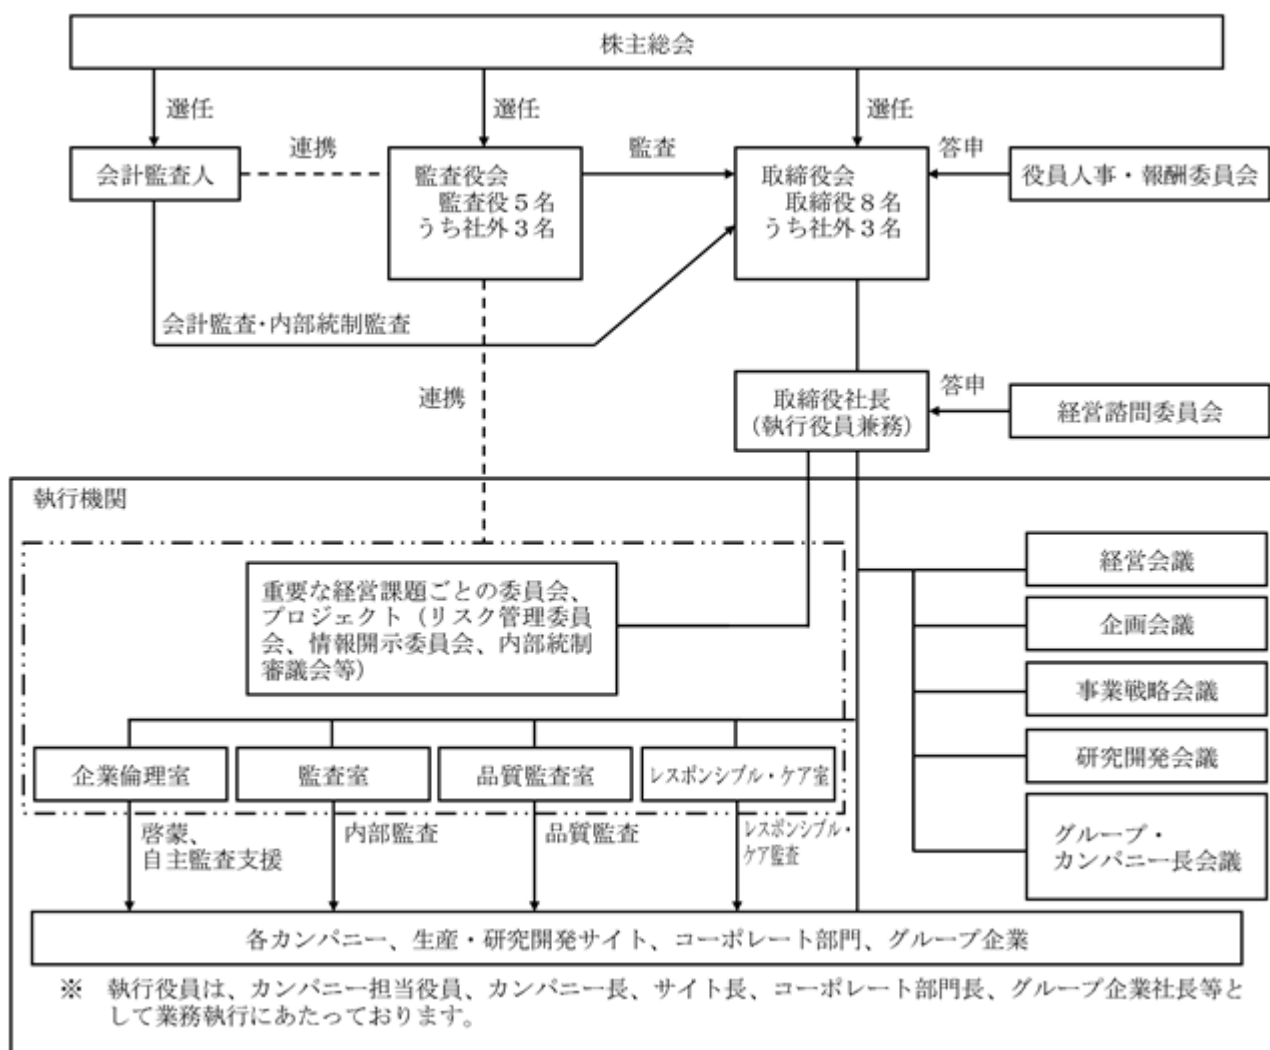 株主総会
選任
選任
選任
会計監査人
連携
監査役会
監査役5名
うち社外3名
監査
取締役会
取締役8名
うち社外3名
答申
役員人事・報酬委員会
会計監査・内部統制監査
連携
取締役社長
（執行役員兼務）
答申
経営諮問委員会
執行機関
重要な経営課題ごとの委員会、
プロジェクト（リスク管理委員
会、情報開示委員会、内部統制
審議会等）
経営会議
企画会議
事業戦略会議
研究開発会議
グループ・
カンパニー長会議
企業倫理室
監査室
品質監査室
レスポンシブル・ケア室
啓蒙、
自主監査支援
内部監査
品質監査
レスポンシブル・
ケア監査
各カンパニー、生産・研究開発サイト、コーポレート部門、グループ企業
※　執行役員は、カンパニー担当役員、カンパニー長、サイト長、コーポレート部門長、グループ企業社長等と
して業務執行にあたっております。